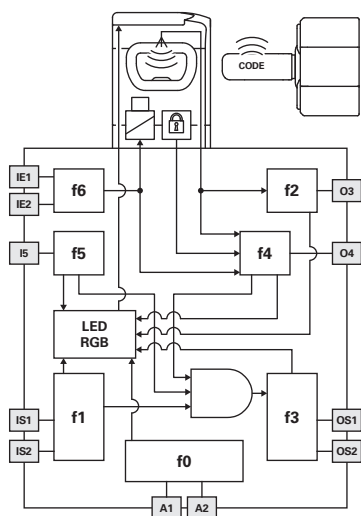 CODE
IE1
f6
f2
O3
IE2
I5
f5
f4
O4
LED
RGB
IS1
f1
f3
OS1
IS2
OS2
f0
A1
A2